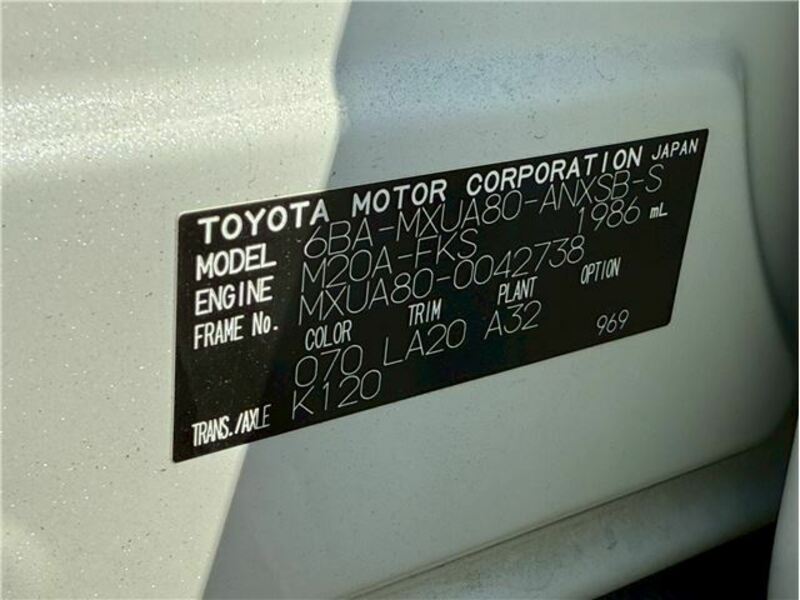 TOYOTA MOTOR CORPORATION JAPAN
MODEL 6BA-MXUA80-ANXSB-S
ENGINE M20A-FKS 1986 mL
FRAME No. MXUA80-0042738
COLOR TRIM PLANT OPTION
070 LA20 A32 969
TRANS./AXLE K120